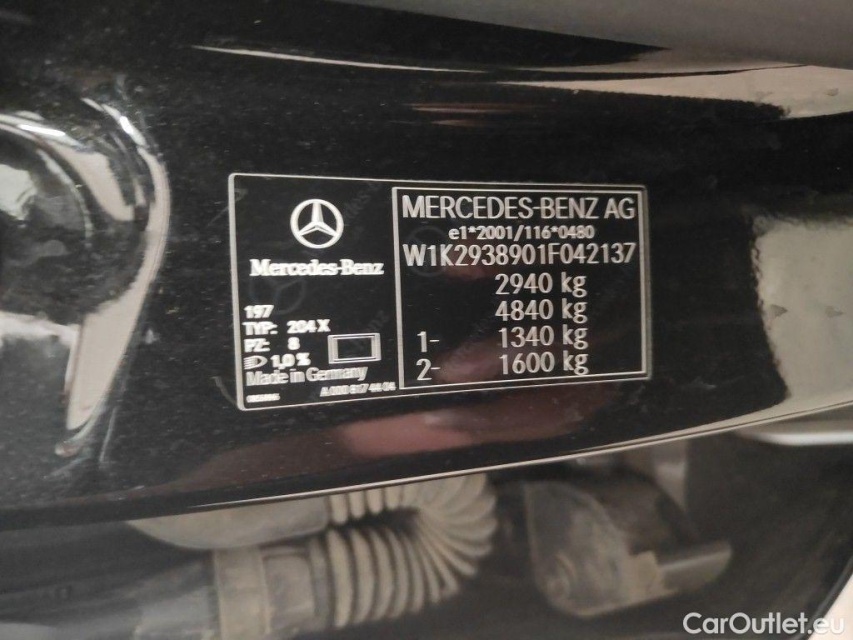 Mercedes-Benz
197
TYP: 204 X
PZ: 8
1,0 %
Made in Germany
MERCEDES-BENZ AG
e1*2001/116*0480
W1K2938901F042137
2940 kg
4840 kg
1- 1340 kg
2- 1600 kg
CarOutlet.eu